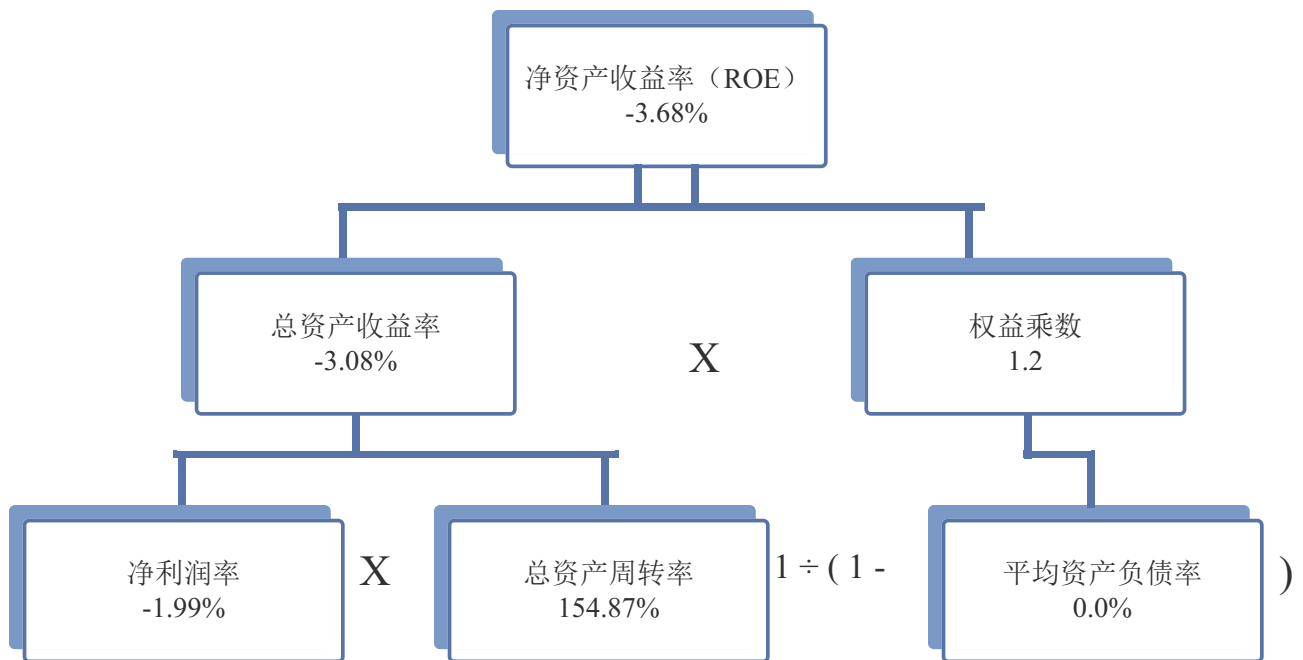 净资产收益率（ROE）
-3.68%
总资产收益率
-3.08%
X
权益乘数
1.2
净利润率
-1.99%
X
总资产周转率
154.87%
1 ÷ ( 1 -
平均资产负债率
0.0%
)